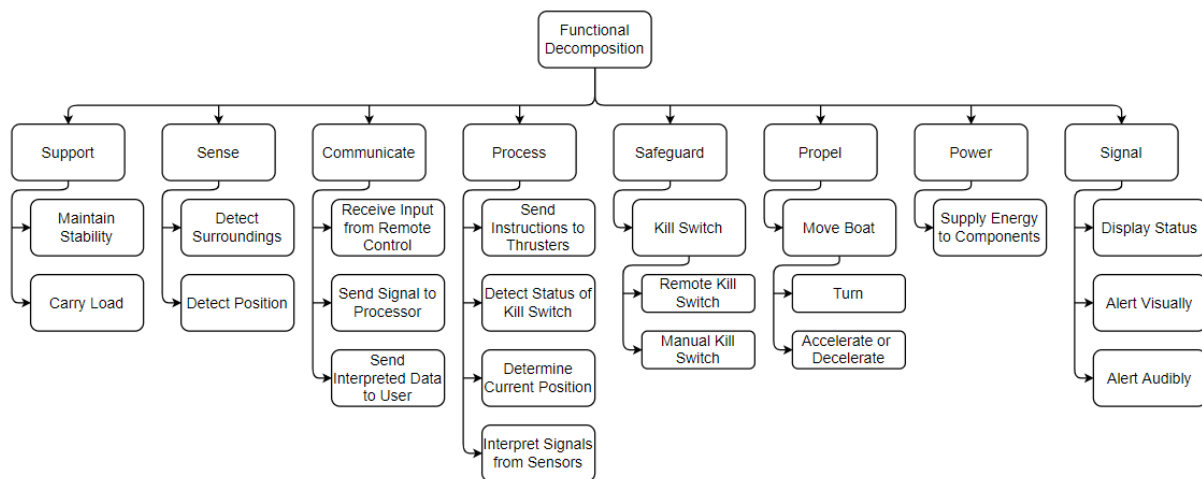 Functional
Decomposition
Support
Sense
Communicate
Process
Safeguard
Propel
Power
Signal
Maintain
Stability
Detect
Surroundings
Receive Input
from Remote
Control
Send
Instructions to
Thrusters
Kill Switch
Move Boat
Supply Energy
to Components
Display Status
Carry Load
Detect Position
Send Signal to
Processor
Detect Status of
Kill Switch
Remote Kill
Switch
Turn
Alert Visually
Manual Kill
Switch
Accelerate or
Decelerate
Send
Interpreted Data
to User
Determine
Current Position
Alert Audibly
Interpret Signals
from Sensors